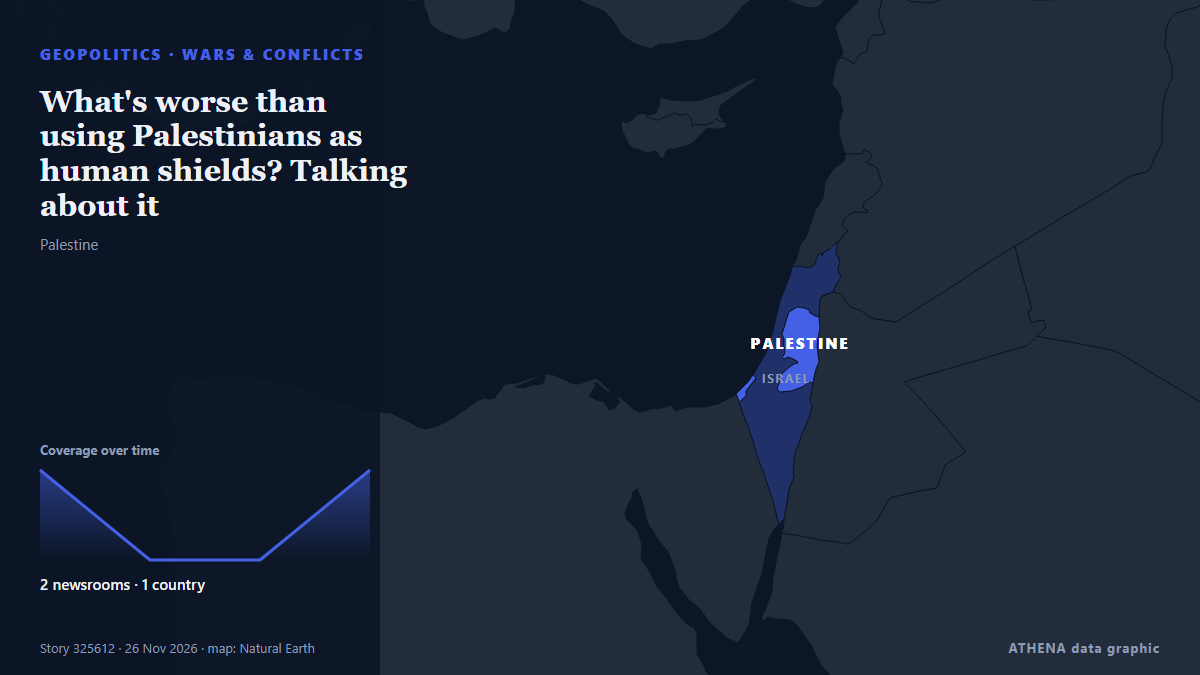 GEOPOLITICS · WARS & CONFLICTS
What's worse than
using Palestinians as
human shields? Talking
about it
Palestine
PALESTINE
ISRAEL
Coverage over time
2 newsrooms · 1 country
Story 325612 · 26 Nov 2026 · map: Natural Earth
ATHENA data graphic